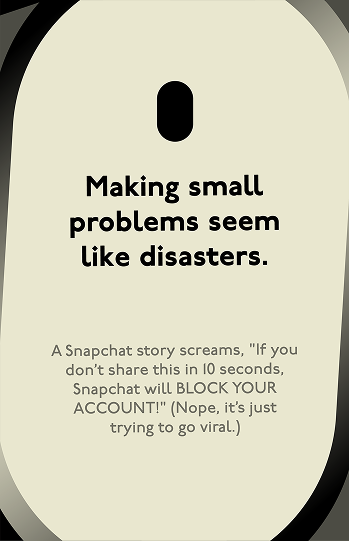 Making small
problems seem
like disasters.
A Snapchat story screams, "If you
don't share this in 10 seconds,
Snapchat will BLOCK YOUR
ACCOUNT!" (Nope, it's just
trying to go viral.)